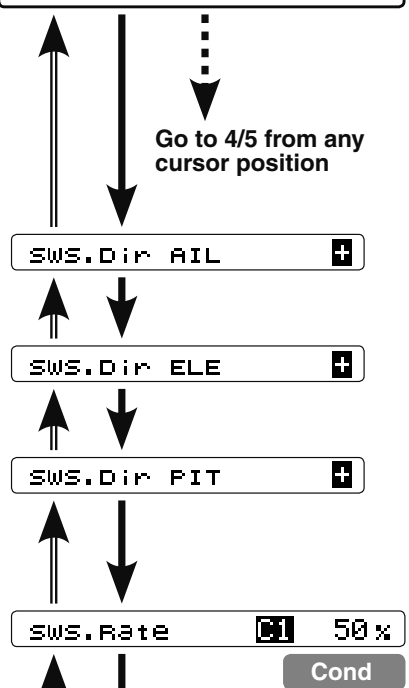 Go to 4/5 from any
cursor position
SWS.Dir AIL +
SWS.Dir ELE +
SWS.Dir PIT +
SWS.Rate C1 50%
Cond